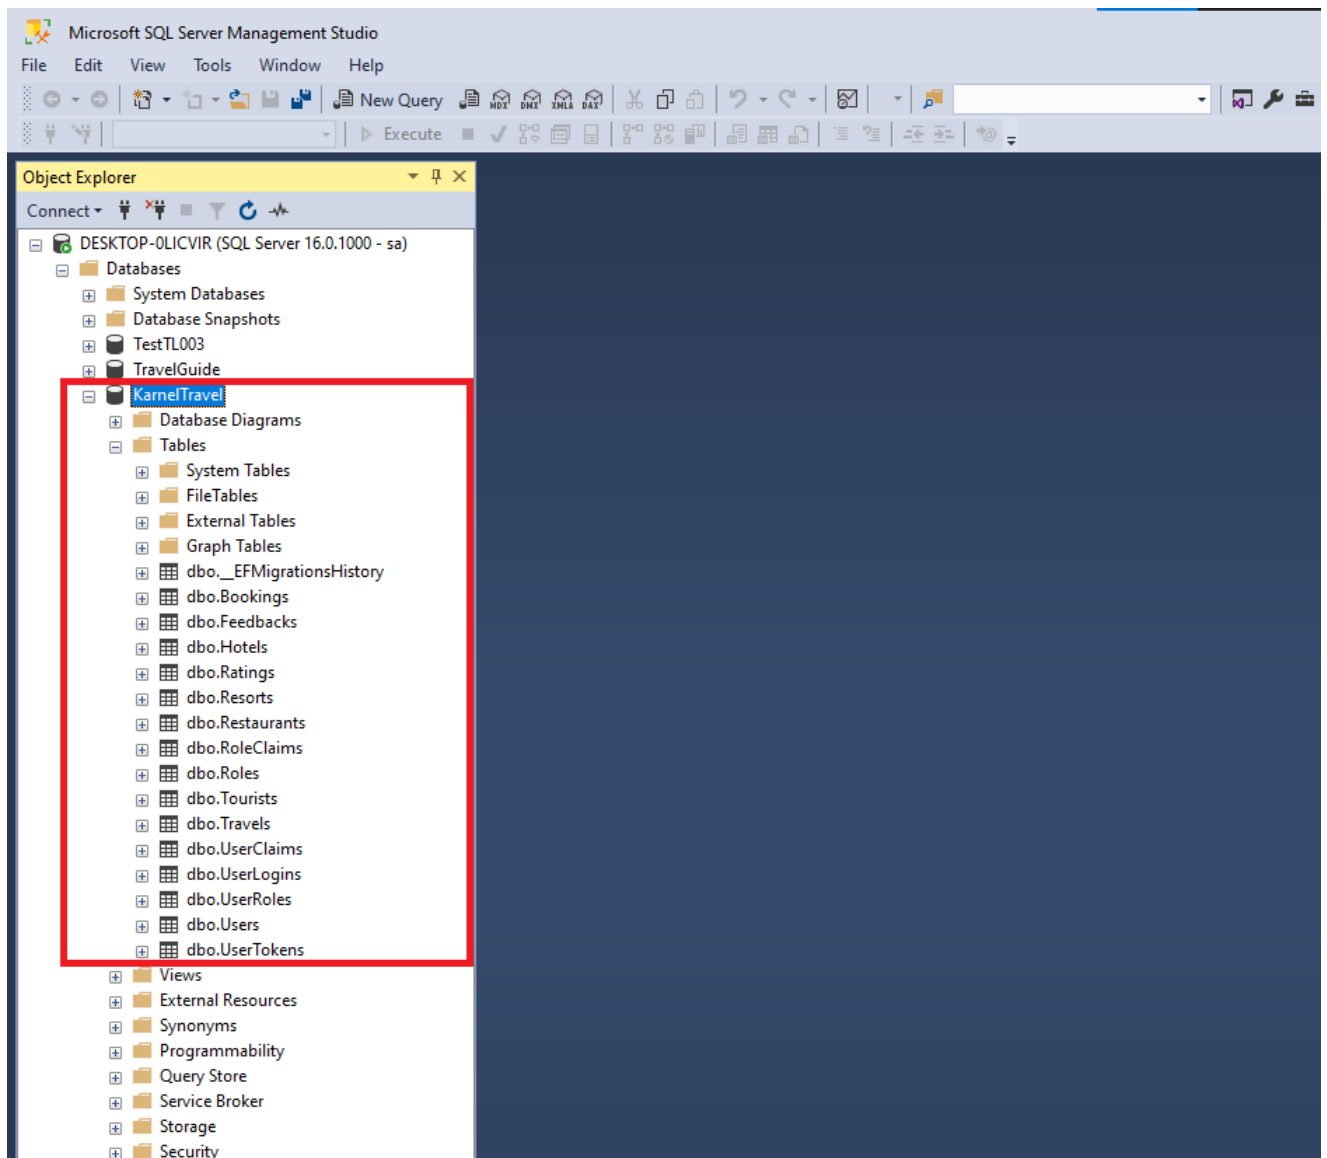 Microsoft SQL Server Management Studio
File Edit View Tools Window Help
New Query MDX DMX XMLA DAX
Execute
Object Explorer
Connect
DESKTOP-0LICVIR (SQL Server 16.0.1000 - sa)
Databases
System Databases
Database Snapshots
TestTL003
TravelGuide
KarnelTravel
Database Diagrams
Tables
System Tables
FileTables
External Tables
Graph Tables
dbo.__EFMigrationsHistory
dbo.Bookings
dbo.Feedbacks
dbo.Hotels
dbo.Ratings
dbo.Resorts
dbo.Restaurants
dbo.RoleClaims
dbo.Roles
dbo.Tourists
dbo.Travels
dbo.UserClaims
dbo.UserLogins
dbo.UserRoles
dbo.Users
dbo.UserTokens
Views
External Resources
Synonyms
Programmability
Query Store
Service Broker
Storage
Security